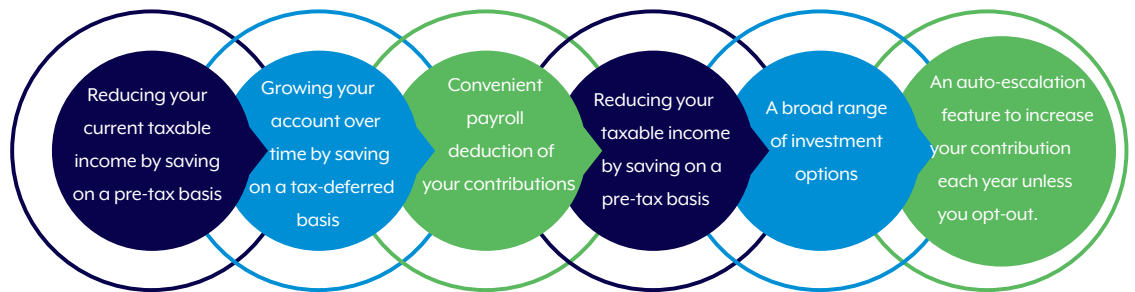 Reducing your
current taxable
income by saving
on a pre-tax basis
Growing your
account over
time by saving
on a tax-deferred
basis
Convenient
payroll
deduction of
your contributions
Reducing your
taxable income
by saving on a
pre-tax basis
A broad range
of investment
options
An auto-escalation
feature to increase
your contribution
each year unless
you opt-out.